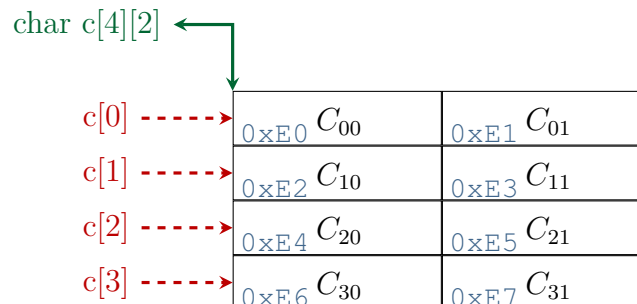 char c[4][2]
c[0] 0xE0 C00 0xE1 C01
c[1] 0xE2 C10 0xE3 C11
c[2] 0xE4 C20 0xE5 C21
c[3] 0xE6 C30 0xE7 C31